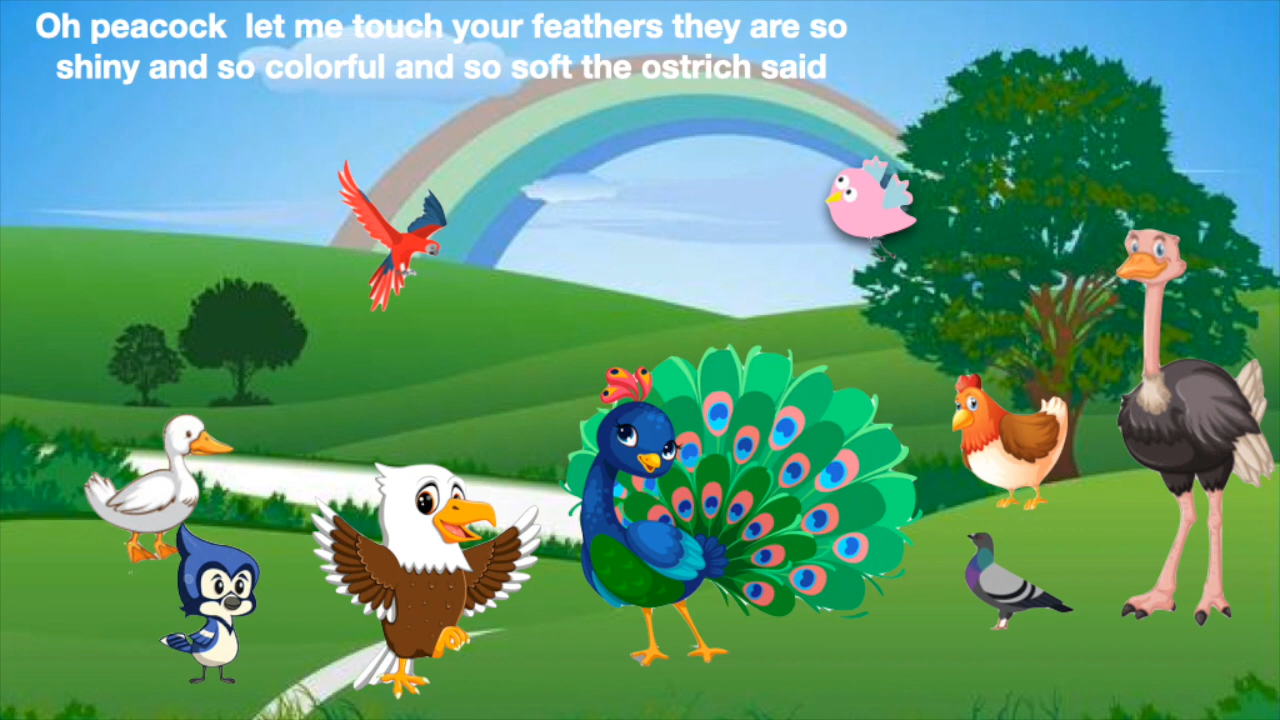 Oh peacock  let me touch your feathers they are so
shiny and so colorful and so soft the ostrich said